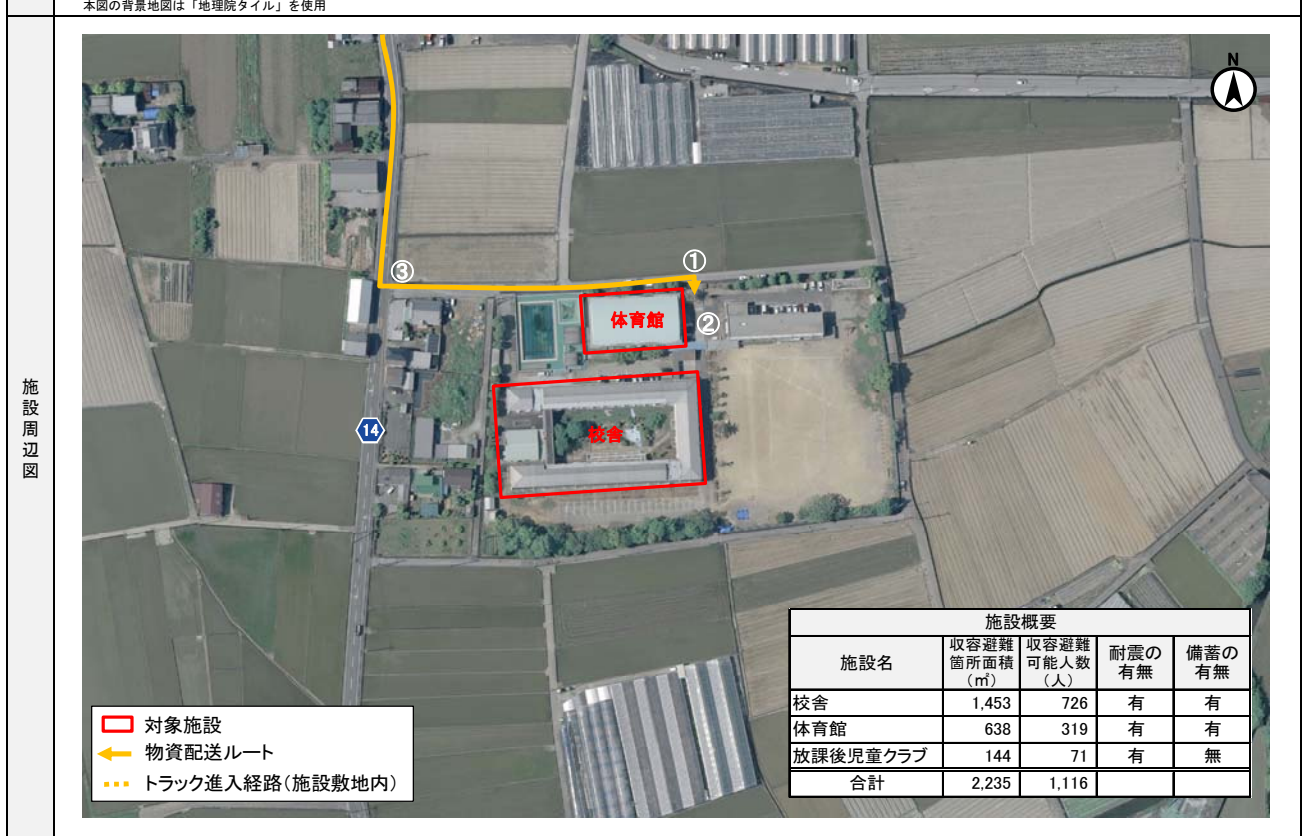 本図の背景地図は「地理院タイル」を使用
施設周辺図
N
①
③
体育館
②
校舎
14
施設概要
施設名 収容避難箇所面積(㎡) 収容避難可能人数(人) 耐震の有無 備蓄の有無
校舎 1,453 726 有 有
体育館 638 319 有 有
放課後児童クラブ 144 71 有 無
合計 2,235 1,116
対象施設
物資配送ルート
トラック進入経路(施設敷地内)